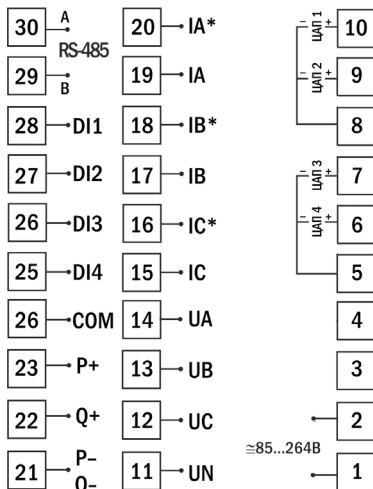 30 A
RS-485
29 B
28 DI1
27 DI2
26 DI3
25 DI4
26 COM
23 P+
22 Q+
21 P–
Q–
20 IA*
19 IA
18 IB*
17 IB
16 IC*
15 IC
14 UA
13 UB
12 UC
11 UN
– ЦАП 1 + 10
– ЦАП 2 + 9
8
– ЦАП 3 + 7
– ЦАП 4 + 6
5
4
3
2
≅85...264В
1